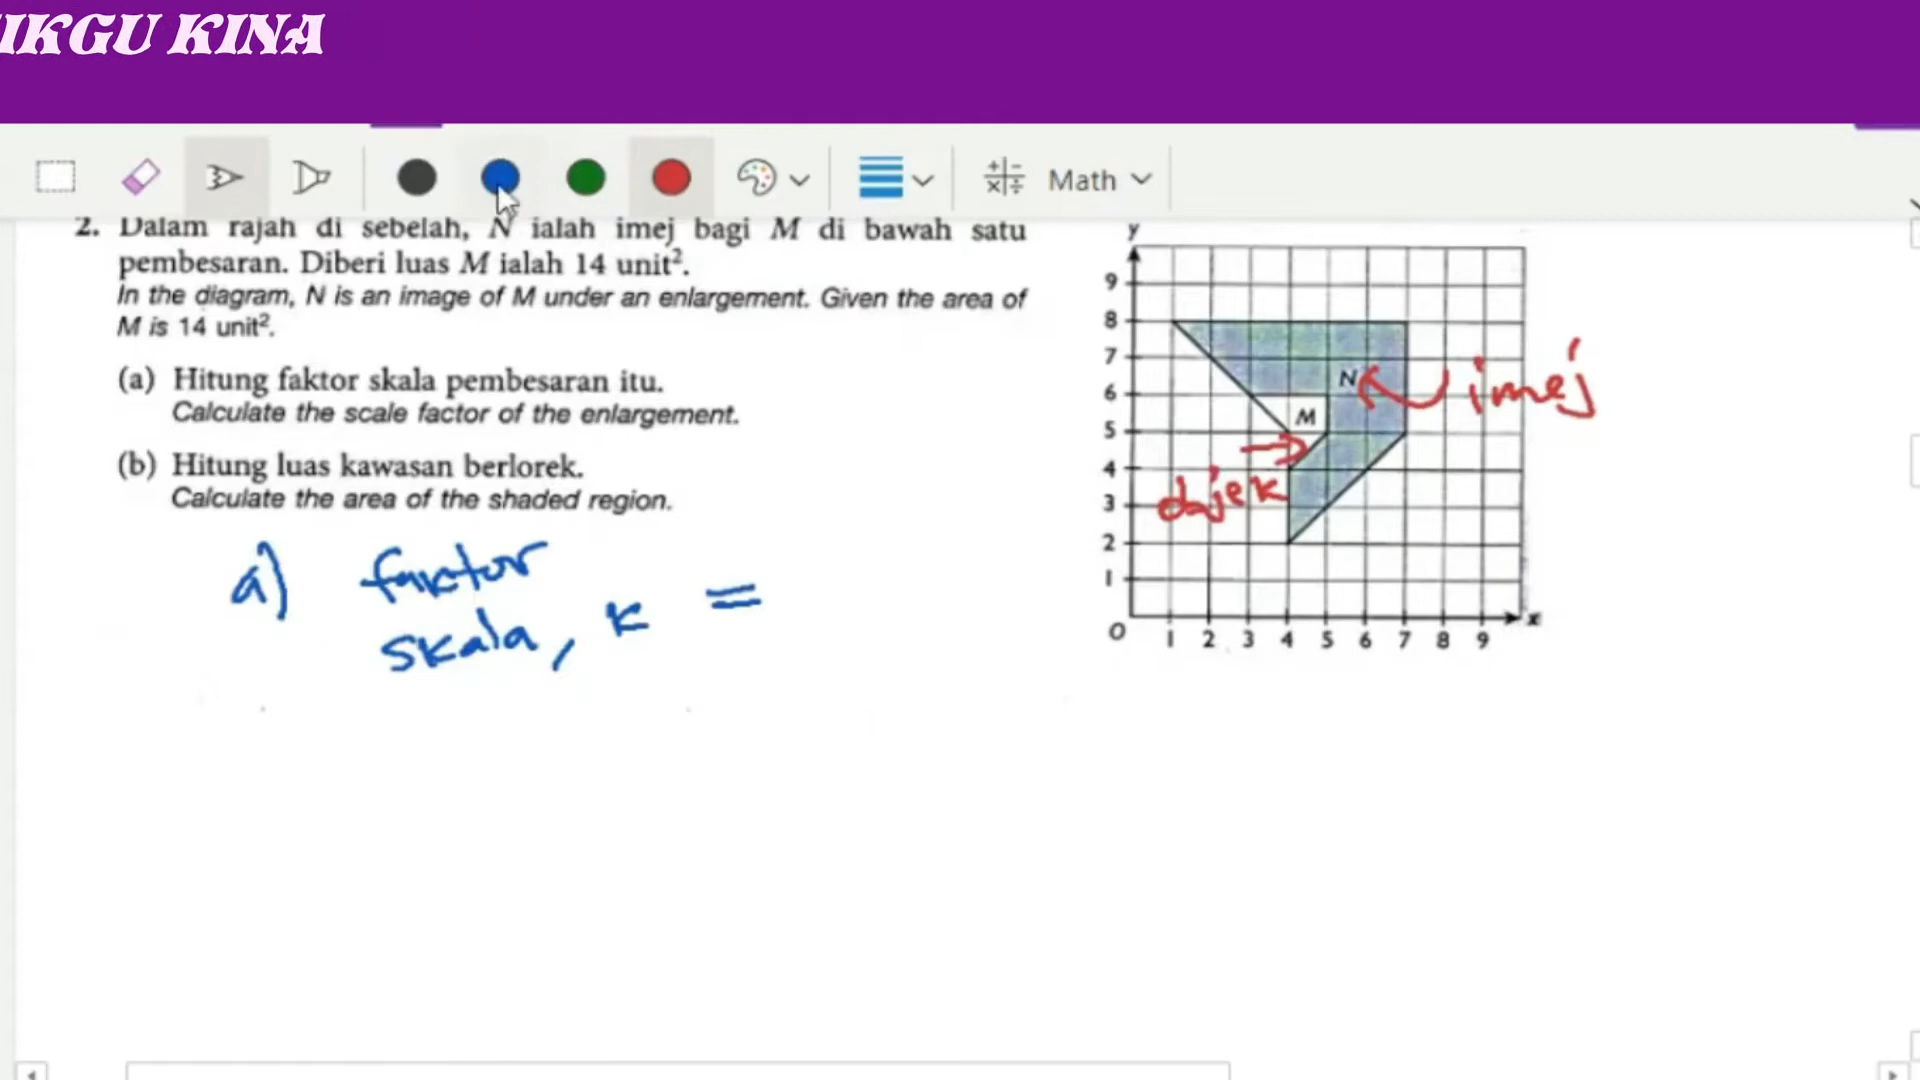 IKGU KINA
Math
2. Dalam rajah di sebelah, N ialah imej bagi M di bawah satu
pembesaran. Diberi luas M ialah 14 unit².
In the diagram, N is an image of M under an enlargement. Given the area of
M is 14 unit².
(a) Hitung faktor skala pembesaran itu.
Calculate the scale factor of the enlargement.
(b) Hitung luas kawasan berlorek.
Calculate the area of the shaded region.
a) faktor
skala, k =
y
9
8
7
6
5
4
3
2
1
O 1 2 3 4 5 6 7 8 9 x
N
M
imej
objek